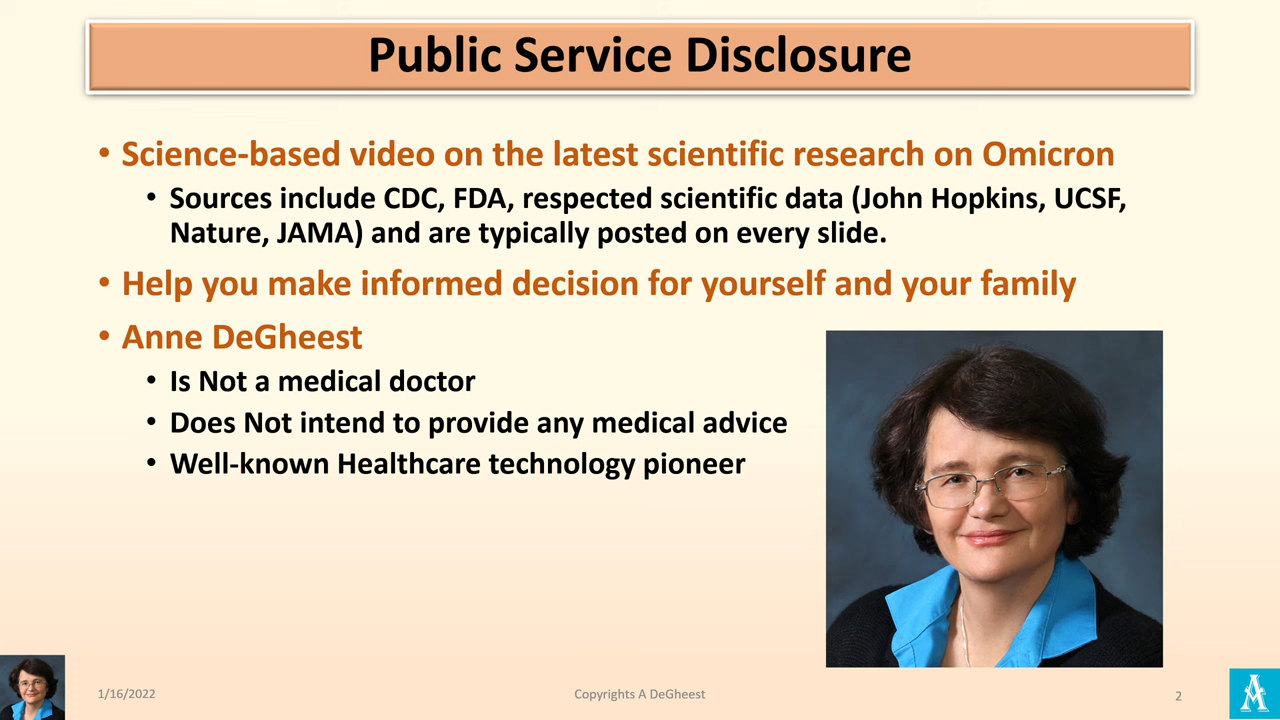 Public Service Disclosure
• Science-based video on the latest scientific research on Omicron
• Sources include CDC, FDA, respected scientific data (John Hopkins, UCSF,
Nature, JAMA) and are typically posted on every slide.
• Help you make informed decision for yourself and your family
• Anne DeGheest
• Is Not a medical doctor
• Does Not intend to provide any medical advice
• Well-known Healthcare technology pioneer
1/16/2022
Copyrights A DeGheest
2
A